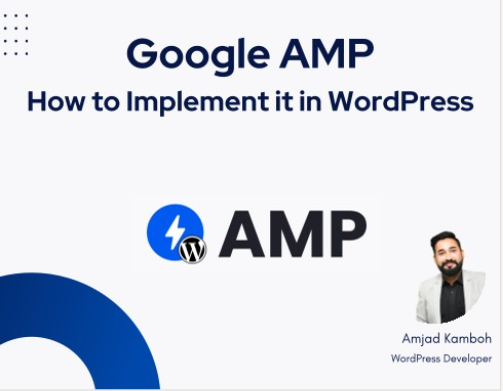 Google AMP
How to Implement it in WordPress
AMP
Amjad Kamboh
WordPress Developer